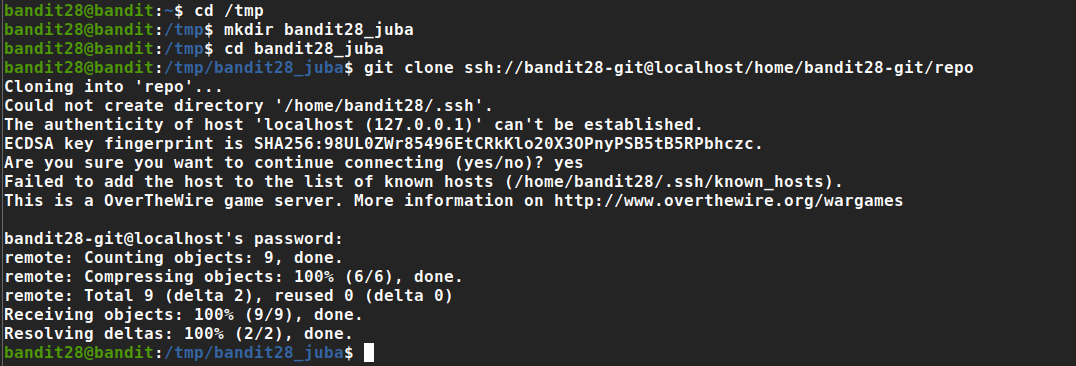 bandit28@bandit:~$ cd /tmp
bandit28@bandit:/tmp$ mkdir bandit28_juba
bandit28@bandit:/tmp$ cd bandit28_juba
bandit28@bandit:/tmp/bandit28_juba$ git clone ssh://bandit28-git@localhost/home/bandit28-git/repo
Cloning into 'repo'...
Could not create directory '/home/bandit28/.ssh'.
The authenticity of host 'localhost (127.0.0.1)' can't be established.
ECDSA key fingerprint is SHA256:98UL0ZWr85496EtCRkKlo20X3OPnyPSB5tB5RPbhczc.
Are you sure you want to continue connecting (yes/no)? yes
Failed to add the host to the list of known hosts (/home/bandit28/.ssh/known_hosts).
This is a OverTheWire game server. More information on http://www.overthewire.org/wargames
bandit28-git@localhost's password:
remote: Counting objects: 9, done.
remote: Compressing objects: 100% (6/6), done.
remote: Total 9 (delta 2), reused 0 (delta 0)
Receiving objects: 100% (9/9), done.
Resolving deltas: 100% (2/2), done.
bandit28@bandit:/tmp/bandit28_juba$